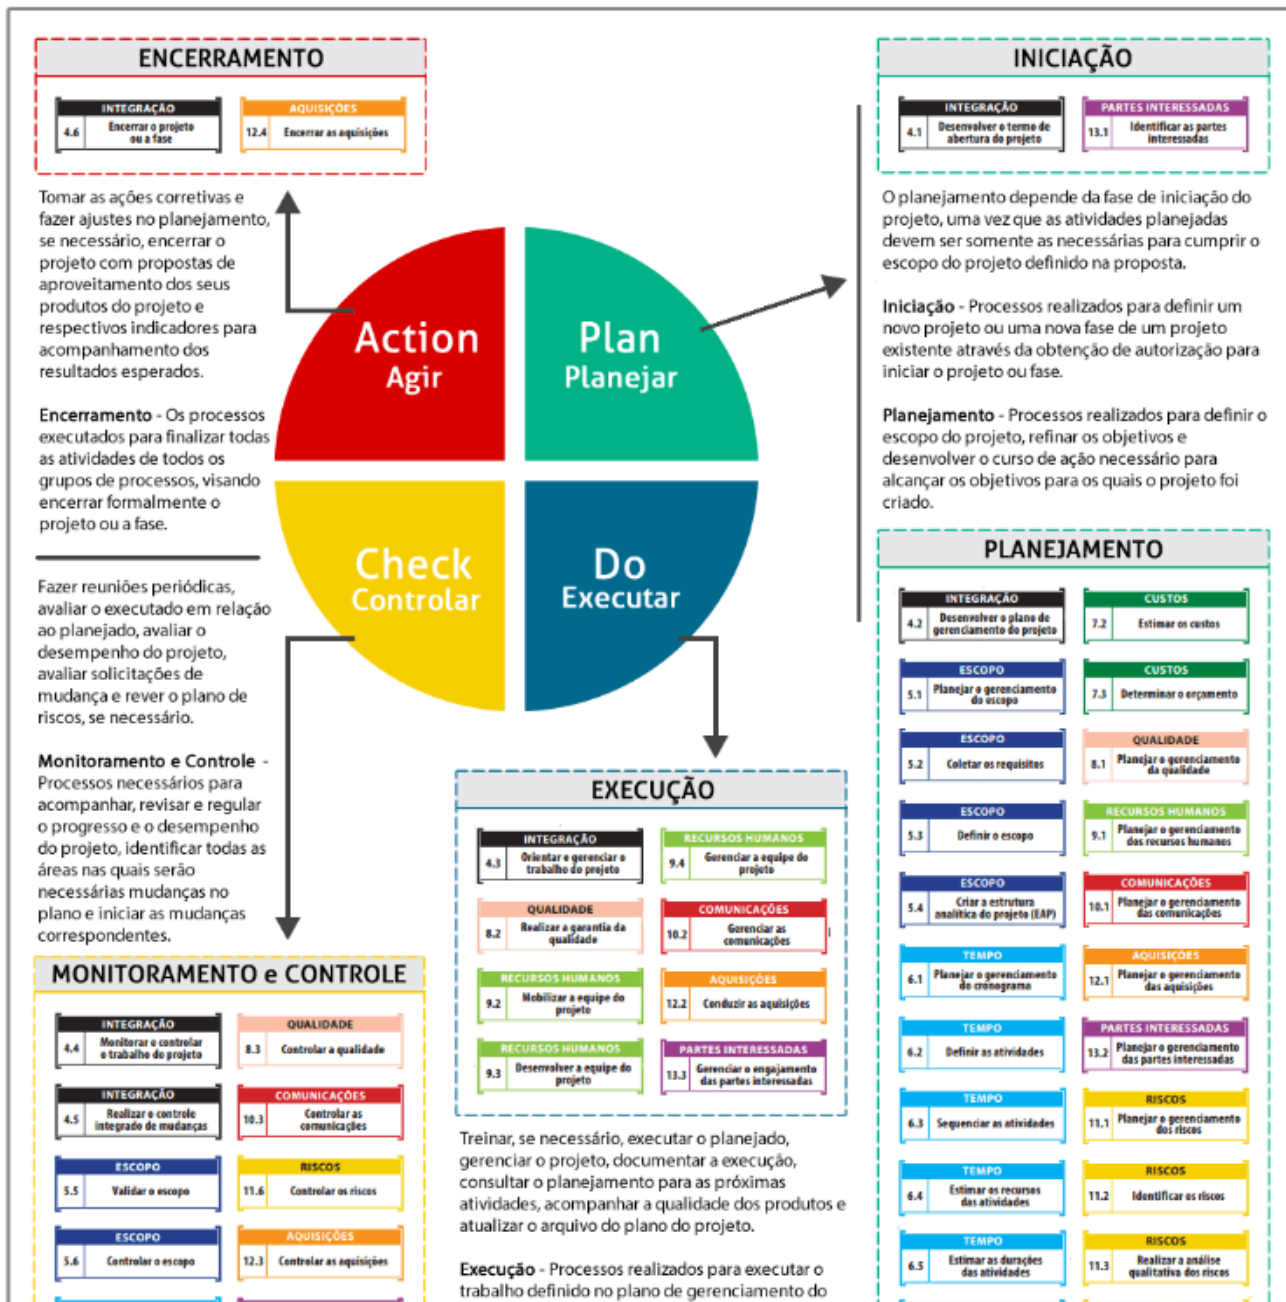 ENCERRAMENTO
INTEGRAÇÃO
4.6 Encerrar o projeto
ou a fase
AQUISIÇÕES
12.4 Encerrar as aquisições
Tomar as ações corretivas e
fazer ajustes no planejamento,
se necessário, encerrar o
projeto com propostas de
aproveitamento dos seus
produtos do projeto e
respectivos indicadores para
acompanhamento dos
resultados esperados.
Encerramento - Os processos
executados para finalizar todas
as atividades de todos os
grupos de processos, visando
encerrar formalmente o
projeto ou a fase.
Action
Agir
Plan
Planejar
Check
Controlar
Do
Executar
INICIAÇÃO
INTEGRAÇÃO
4.1 Desenvolver o termo de
abertura do projeto
PARTES INTERESSADAS
13.1 Identificar as partes
interessadas
O planejamento depende da fase de iniciação do
projeto, uma vez que as atividades planejadas
devem ser somente as necessárias para cumprir o
escopo do projeto definido na proposta.
Iniciação - Processos realizados para definir um
novo projeto ou uma nova fase de um projeto
existente através da obtenção de autorização para
iniciar o projeto ou fase.
Planejamento - Processos realizados para definir o
escopo do projeto, refinar os objetivos e
desenvolver o curso de ação necessário para
alcançar os objetivos para os quais o projeto foi
criado.
Fazer reuniões periódicas,
avaliar o executado em relação
ao planejado, avaliar o
desempenho do projeto,
avaliar solicitações de
mudança e rever o plano de
riscos, se necessário.
Monitoramento e Controle -
Processos necessários para
acompanhar, revisar e regular
o progresso e o desempenho
do projeto, identificar todas as
áreas nas quais serão
necessárias mudanças no
plano e iniciar as mudanças
correspondentes.
MONITORAMENTO e CONTROLE
INTEGRAÇÃO
4.4 Monitorar e controlar
o trabalho do projeto
QUALIDADE
8.3 Controlar a qualidade
INTEGRAÇÃO
4.5 Realizar o controle
integrado de mudanças
COMUNICAÇÕES
10.3 Controlar as
comunicações
ESCOPO
5.5 Validar o escopo
RISCOS
11.6 Controlar os riscos
ESCOPO
5.6 Controlar o escopo
AQUISIÇÕES
12.3 Controlar as aquisições
EXECUÇÃO
INTEGRAÇÃO
4.3 Orientar e gerenciar o
trabalho do projeto
RECURSOS HUMANOS
9.4 Gerenciar a equipe do
projeto
QUALIDADE
8.2 Realizar a garantia da
qualidade
COMUNICAÇÕES
10.2 Gerenciar as
comunicações
RECURSOS HUMANOS
9.2 Mobilizar a equipe do
projeto
AQUISIÇÕES
12.2 Conduzir as aquisições
RECURSOS HUMANOS
9.3 Desenvolver a equipe do
projeto
PARTES INTERESSADAS
13.3 Gerenciar o engajamento
das partes interessadas
Treinar, se necessário, executar o planejado,
gerenciar o projeto, documentar a execução,
consultar o planejamento para as próximas
atividades, acompanhar a qualidade dos produtos e
atualizar o arquivo do plano do projeto.
Execução - Processos realizados para executar o
trabalho definido no plano de gerenciamento do
PLANEJAMENTO
INTEGRAÇÃO
4.2 Desenvolver o plano de
gerenciamento do projeto
CUSTOS
7.2 Estimar os custos
ESCOPO
5.1 Planejar o gerenciamento
do escopo
CUSTOS
7.3 Determinar o orçamento
ESCOPO
5.2 Coletar os requisitos
QUALIDADE
8.1 Planejar o gerenciamento
da qualidade
ESCOPO
5.3 Definir o escopo
RECURSOS HUMANOS
9.1 Planejar o gerenciamento
dos recursos humanos
ESCOPO
5.4 Criar a estrutura
analítica do projeto (EAP)
COMUNICAÇÕES
10.1 Planejar o gerenciamento
das comunicações
TEMPO
6.1 Planejar o gerenciamento
do cronograma
AQUISIÇÕES
12.1 Planejar o gerenciamento
das aquisições
TEMPO
6.2 Definir as atividades
PARTES INTERESSADAS
13.2 Planejar o gerenciamento
das partes interessadas
TEMPO
6.3 Sequenciar as atividades
RISCOS
11.1 Planejar o gerenciamento
dos riscos
TEMPO
6.4 Estimar os recursos
das atividades
RISCOS
11.2 Identificar os riscos
TEMPO
6.5 Estimar as durações
das atividades
RISCOS
11.3 Realizar a análise
qualitativa dos riscos